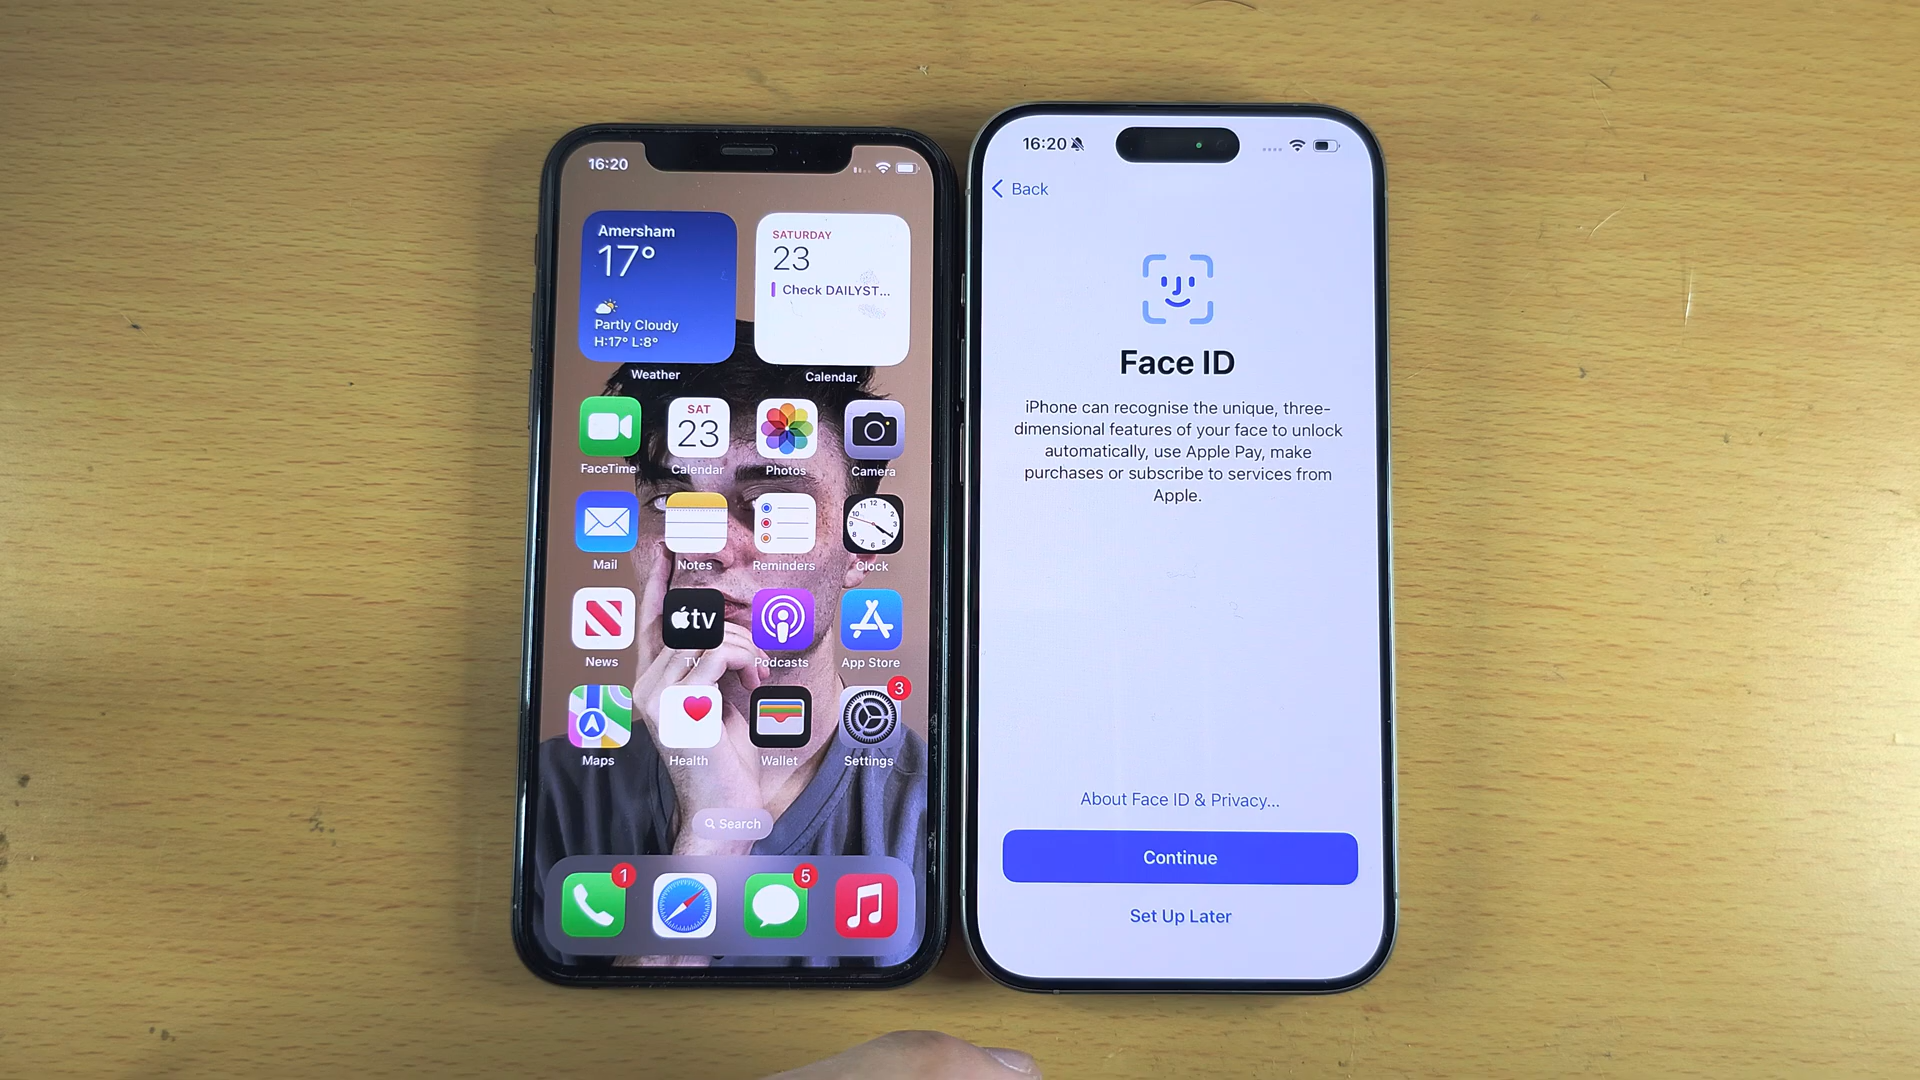 16:20
Amersham
17°
Partly Cloudy
H:17° L:8°
Weather
SATURDAY
23
Check DAILYST...
Calendar
FaceTime
SAT
23
Calendar
Photos
Camera
Mail
Notes
Reminders
Clock
News
tv
TV
Podcasts
App Store
Maps
Health
Wallet
3
Settings
Search
1
5
16:20
Back
Face ID
iPhone can recognise the unique, three-
dimensional features of your face to unlock
automatically, use Apple Pay, make
purchases or subscribe to services from
Apple.
About Face ID & Privacy...
Continue
Set Up Later